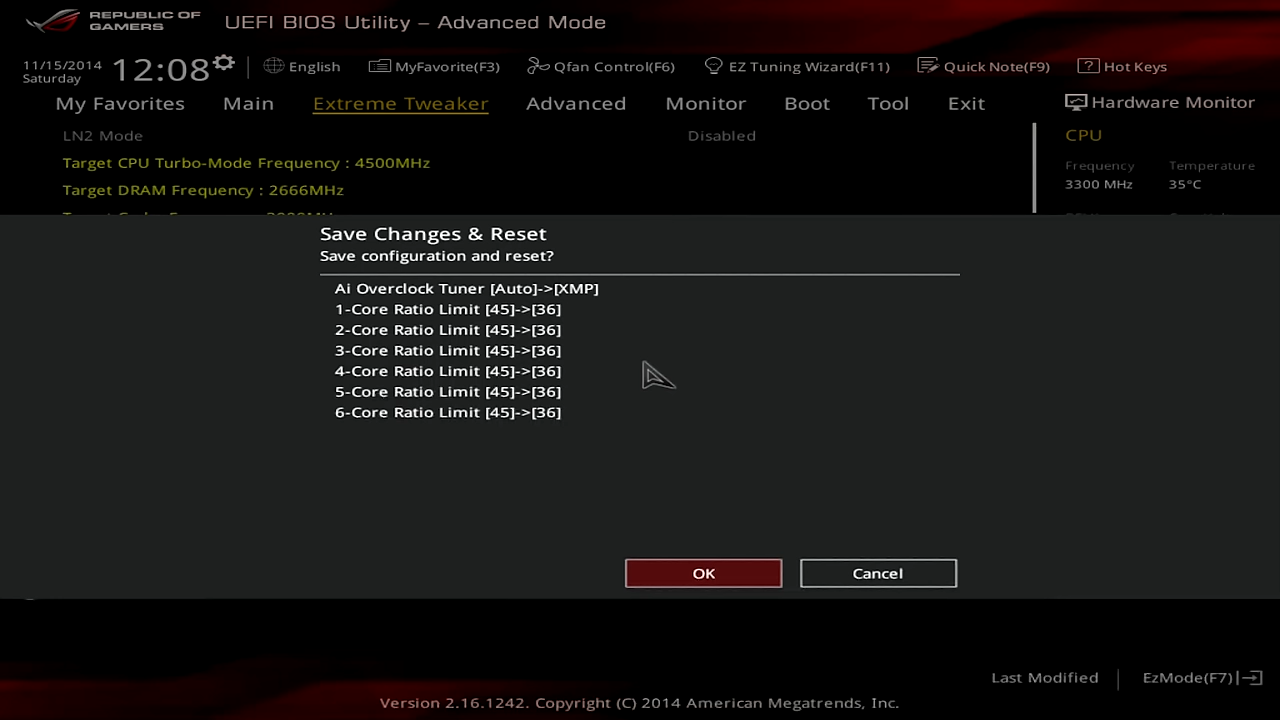 REPUBLIC OF
GAMERS
UEFI BIOS Utility – Advanced Mode
11/15/2014
Saturday
12:08
English
MyFavorite(F3)
Qfan Control(F6)
EZ Tuning Wizard(F11)
Quick Note(F9)
? Hot Keys
My Favorites
Main
Extreme Tweaker
Advanced
Monitor
Boot
Tool
Exit
Hardware Monitor
LN2 Mode
Disabled
CPU
Target CPU Turbo-Mode Frequency : 4500MHz
Frequency
Temperature
3300 MHz
35°C
Target DRAM Frequency : 2666MHz
Save Changes & Reset
Save configuration and reset?
Ai Overclock Tuner [Auto]->[XMP]
1-Core Ratio Limit [45]->[36]
2-Core Ratio Limit [45]->[36]
3-Core Ratio Limit [45]->[36]
4-Core Ratio Limit [45]->[36]
5-Core Ratio Limit [45]->[36]
6-Core Ratio Limit [45]->[36]
OK
Cancel
Last Modified
EzMode(F7)
Version 2.16.1242. Copyright (C) 2014 American Megatrends, Inc.